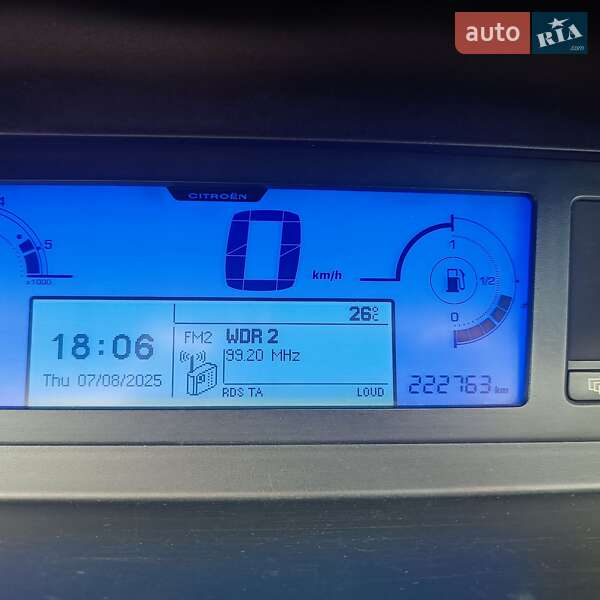 auto RIA .com
CITROËN
4
5
x1000
0
km/h
1
1/2
0
26°C
18:06
Thu 07/08/2025
FM2
WDR 2
99.20 MHz
RDS TA
LOUD
222763 km